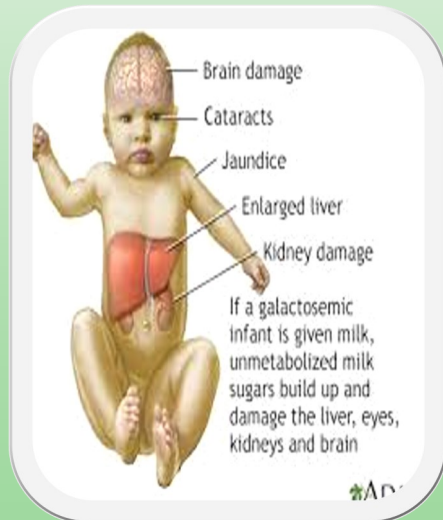 Brain damage
Cataracts
Jaundice
Enlarged liver
Kidney damage
If a galactosemic
infant is given milk,
unmetabolized milk
sugars build up and
damage the liver, eyes,
kidneys and brain